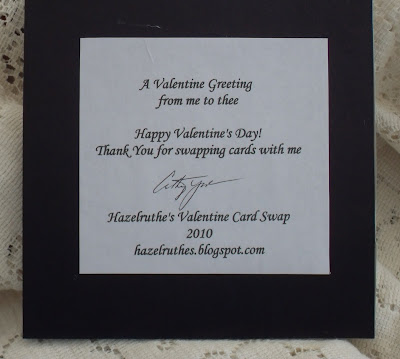 A Valentine Greeting
from me to thee
Happy Valentine's Day!
Thank You for swapping cards with me
Hazelruthe's Valentine Card Swap
2010
hazelruthes.blogspot.com